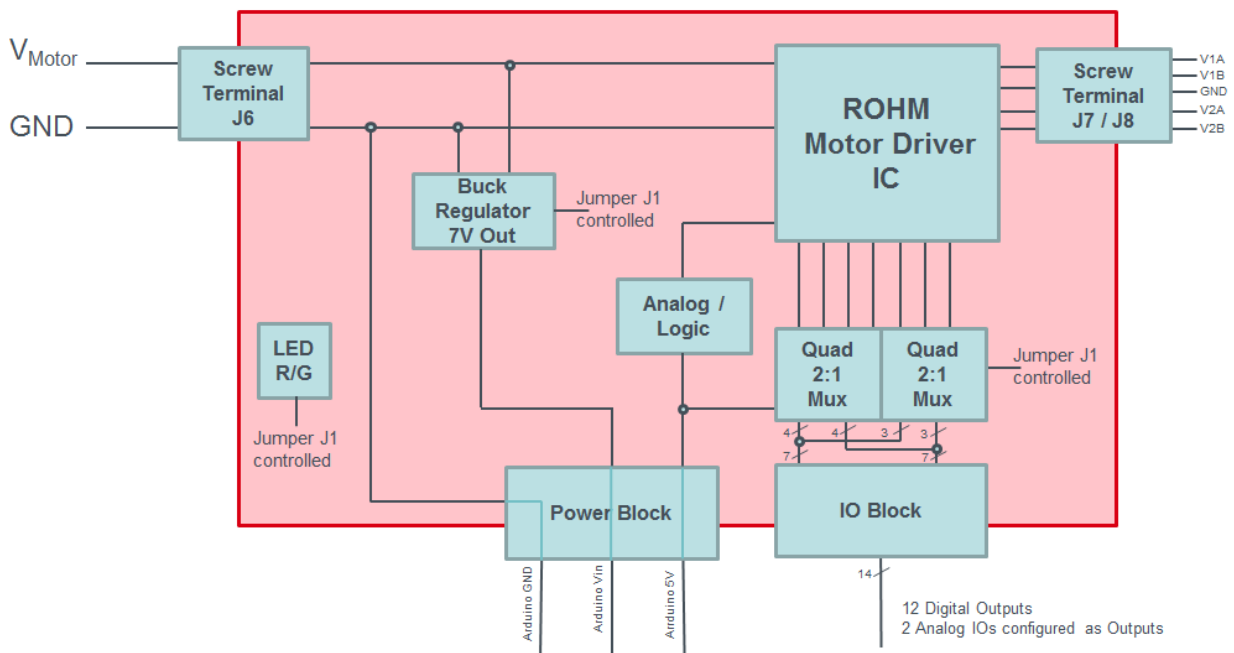 V Motor
GND
Screw
Terminal
J6
ROHM
Motor Driver
IC
Screw
Terminal
J7 / J8
V1A
V1B
GND
V2A
V2B
Buck
Regulator
7V Out
Jumper J1
controlled
Analog /
Logic
LED
R/G
Jumper J1
controlled
Quad
2:1
Mux
Quad
2:1
Mux
Jumper J1
controlled
4
4
3
3
7
7
Power Block
IO Block
Arduino GND
Arduino Vin
Arduino 5V
14
12 Digital Outputs
2 Analog IOs configured as Outputs